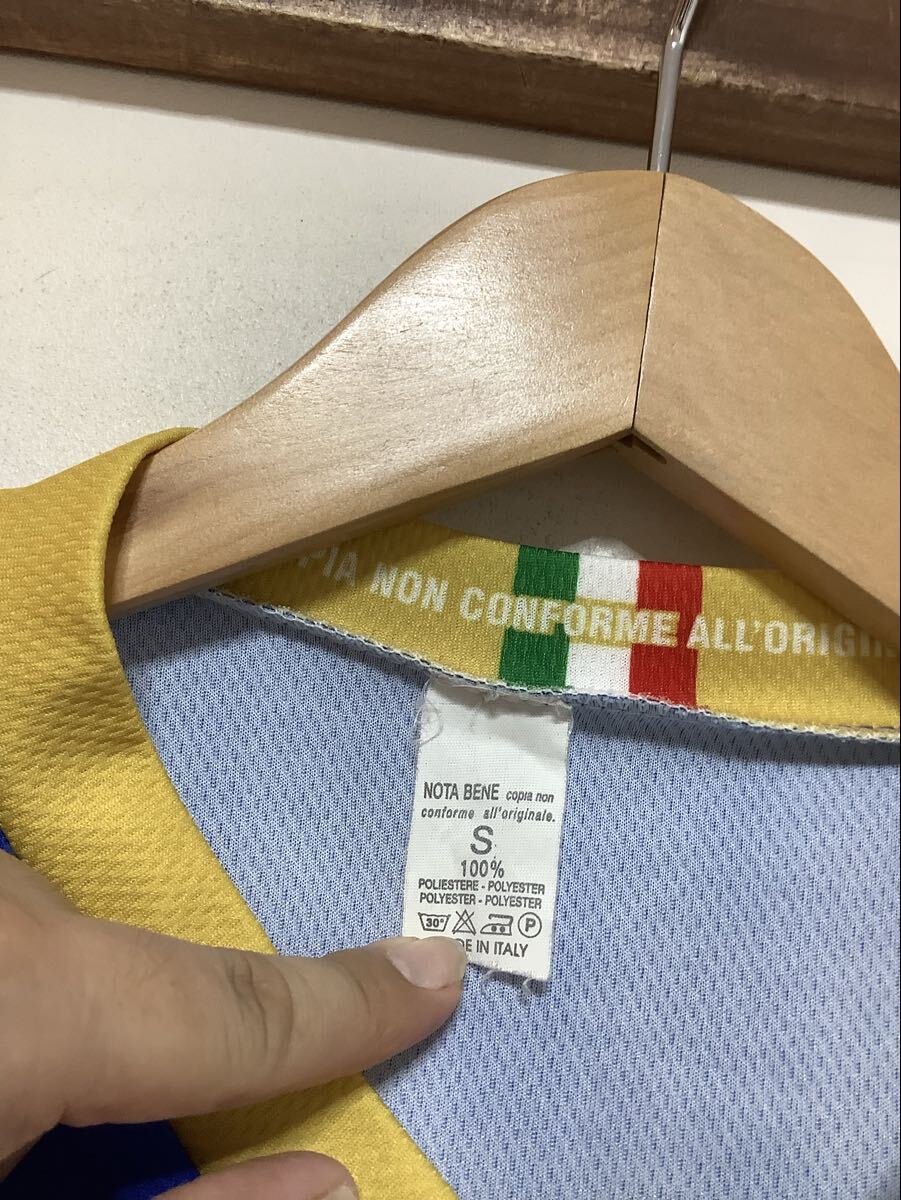 PIA NON CONFORME ALL'ORIGI
NOTA BENE copia non
conforme all'originale.
S
100%
POLIESTERE - POLYESTER
POLYESTER - POLYESTER
30° P
DE IN ITALY